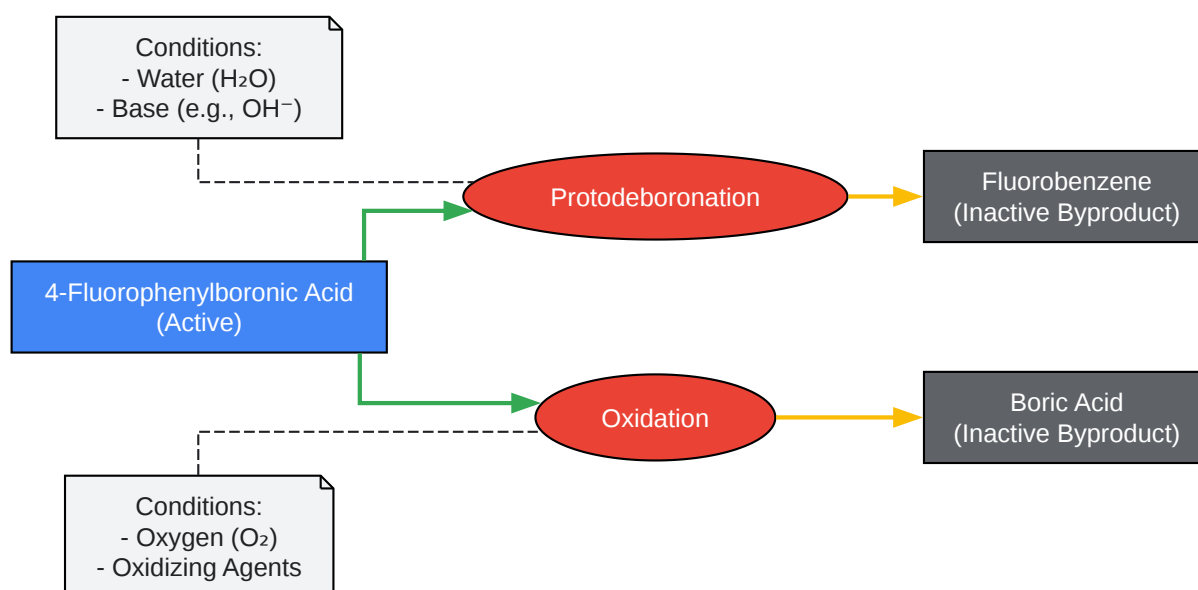 Conditions:
- Water (H₂O)
- Base (e.g., OH⁻)
Protodeboronation
Fluorobenzene
(Inactive Byproduct)
4-Fluorophenylboronic Acid
(Active)
Oxidation
Boric Acid
(Inactive Byproduct)
Conditions:
- Oxygen (O₂)
- Oxidizing Agents